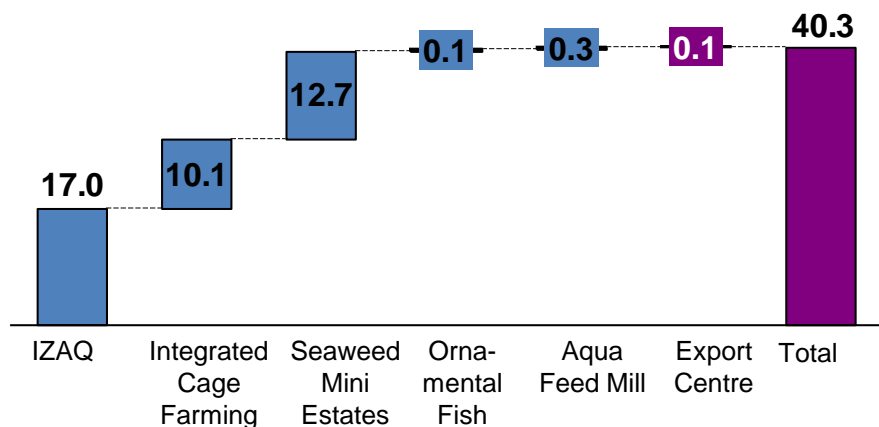 40.3
0.1
0.3
0.1
12.7
10.1
17.0
IZAQ
Integrated
Cage
Farming
Seaweed
Mini
Estates
Orna-
mental
Fish
Aqua
Feed Mill
Export
Centre
Total